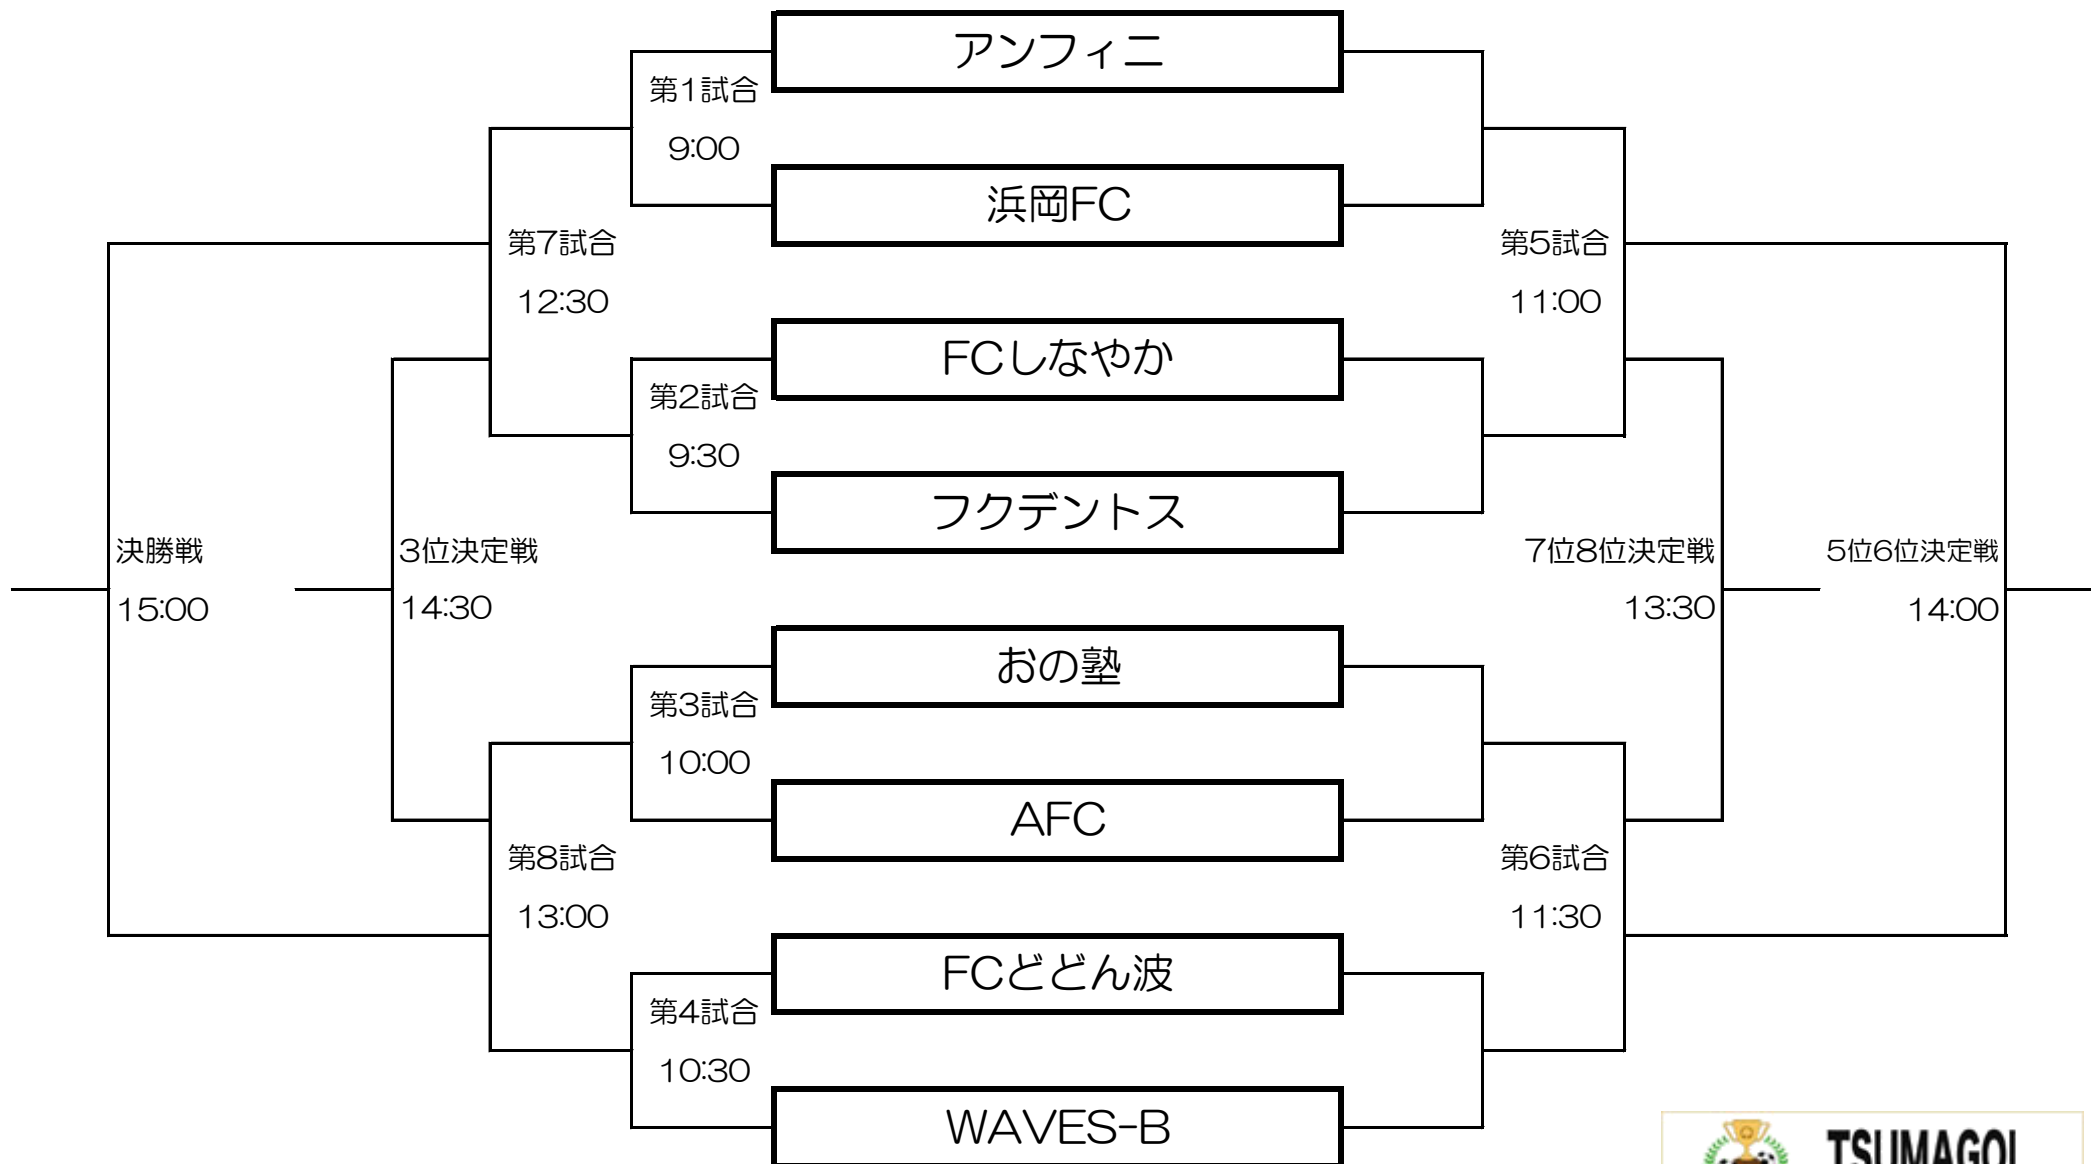 アンフィニ
第1試合
9:00
浜岡FC
第7試合
12:30
第5試合
11:00
FCしなやか
第2試合
9:30
フクデントス
決勝戦
15:00
3位決定戦
14:30
7位8位決定戦
13:30
5位6位決定戦
14:00
おの塾
第3試合
10:00
AFC
第8試合
13:00
第6試合
11:30
FCどどん波
第4試合
10:30
WAVES-B
TSUMAGOI